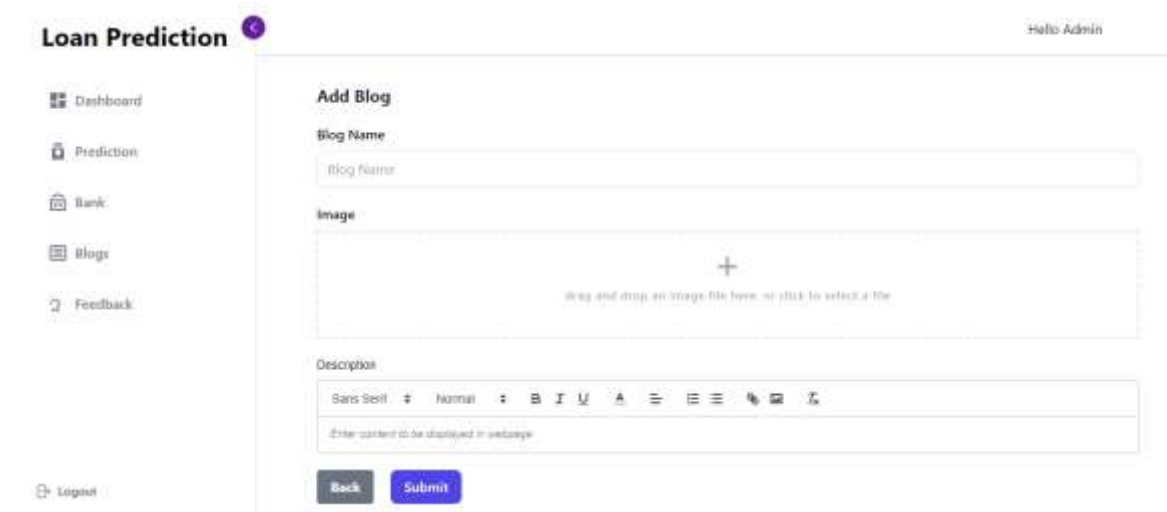 Loan Prediction
Hello Admin
Dashboard
Prediction
Bank
Blogs
Feedback
Logout
Add Blog
Blog Name
Blog Name
Image
drag and drop an image file here, or click to select a file
Description
Sans Serif Normal B I U A
Enter content to be displayed in webpage
Back Submit